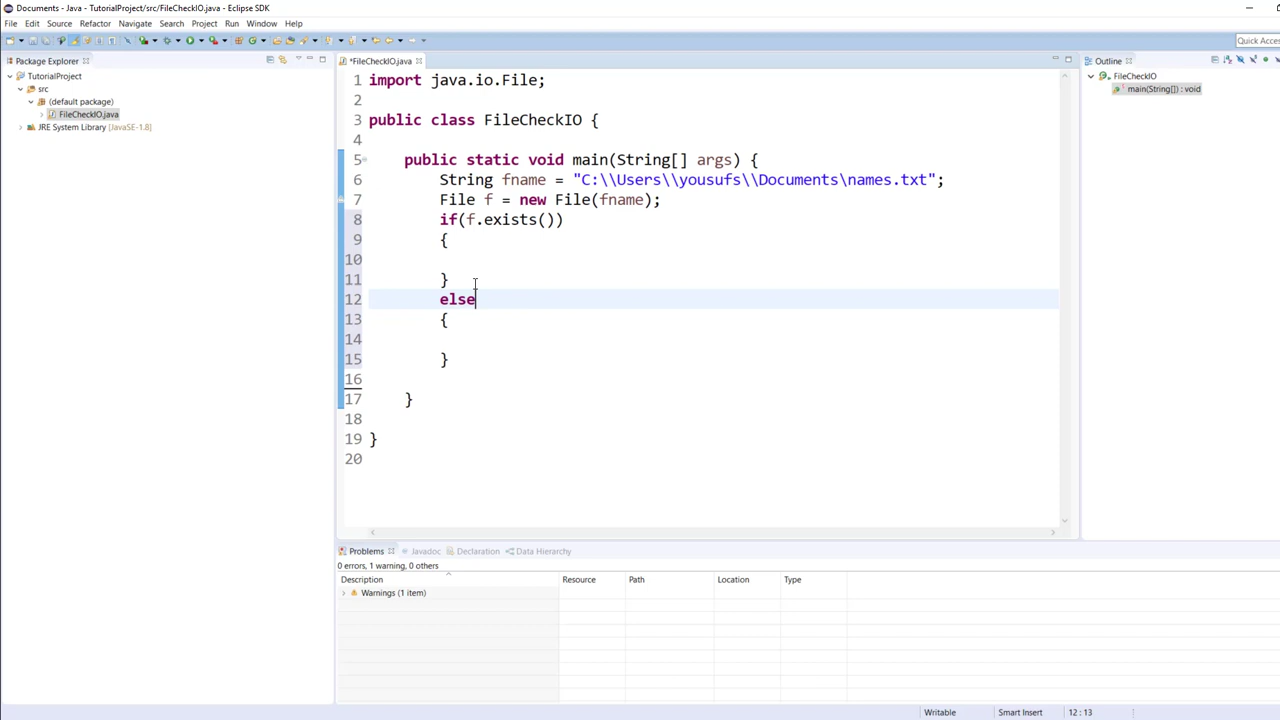 Documents - Java - TutorialProject/src/FileCheckIO.java - Eclipse SDK
File Edit Source Refactor Navigate Search Project Run Window Help
Quick Acces
Package Explorer
TutorialProject
src
(default package)
FileCheckIO.java
JRE System Library [JavaSE-1.8]
*FileCheckIO.java
1 import java.io.File;
2
3 public class FileCheckIO {
4
5 public static void main(String[] args) {
6 String fname = "C:\\Users\\yousufs\\Documents\names.txt";
7 File f = new File(fname);
8 if(f.exists())
9 {
10
11 }
12 else
13 {
14
15 }
16
17 }
18
19 }
20
Outline
FileCheckIO
main(String[]) : void
Problems Javadoc Declaration Data Hierarchy
0 errors, 1 warning, 0 others
Description Resource Path Location Type
Warnings (1 item)
Writable Smart Insert 12 : 13